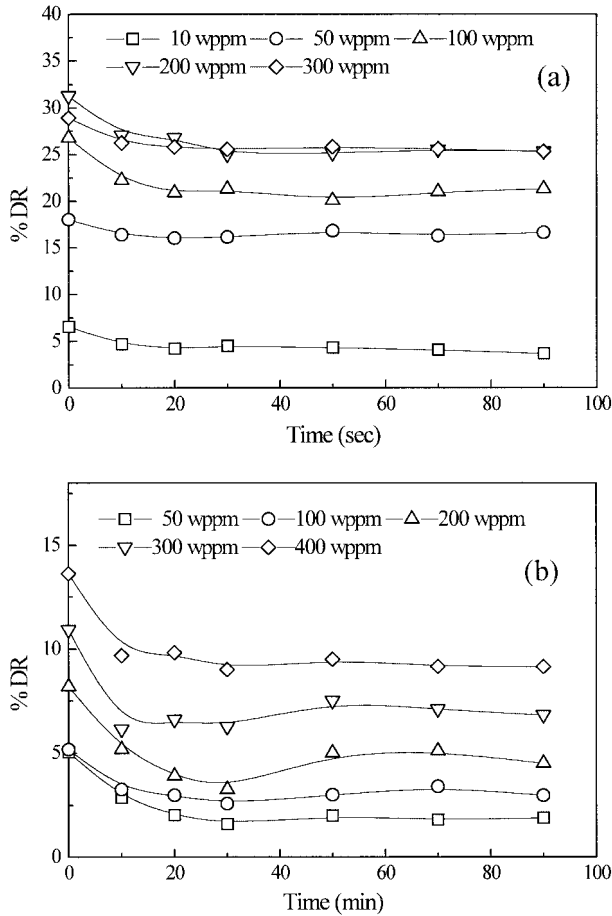 40
35
30
25
20
15
10
5
0
% DR
10 wppm 50 wppm 100 wppm
200 wppm 300 wppm
(a)
0 20 40 60 80 100
Time (sec)
15
10
5
0
% DR
50 wppm 100 wppm 200 wppm
300 wppm 400 wppm
(b)
0 20 40 60 80 100
Time (min)